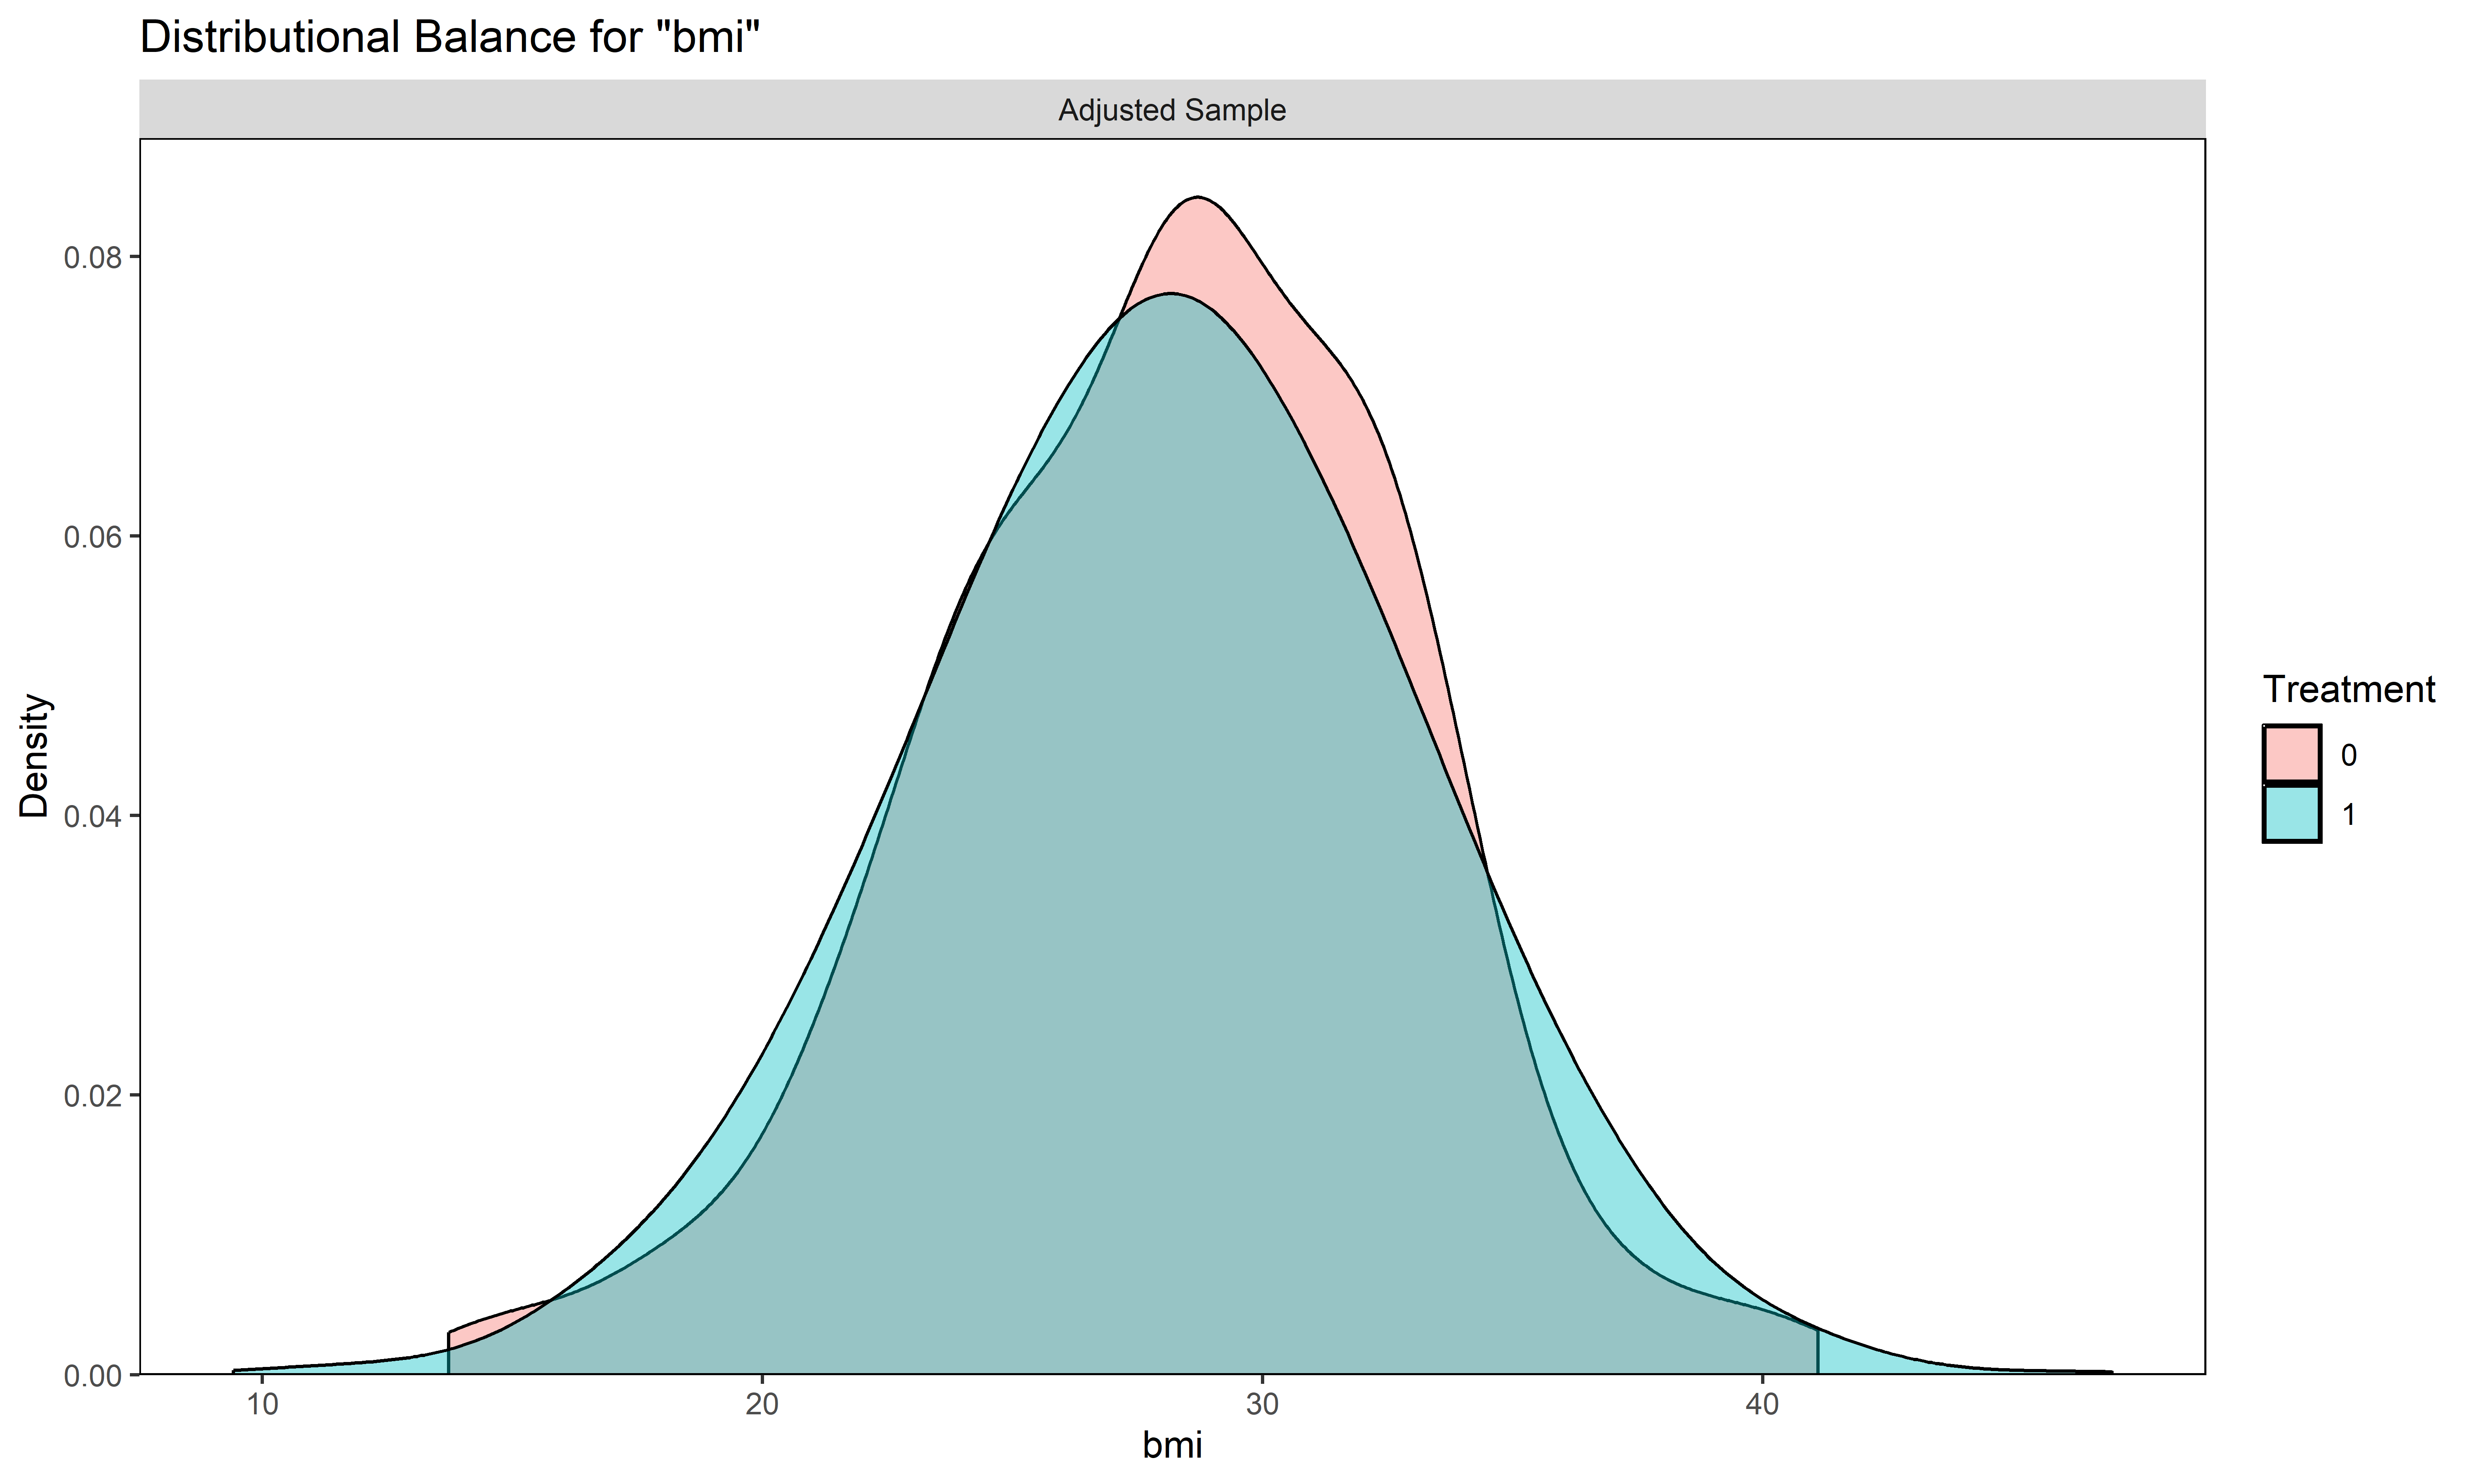 Distributional Balance for "bmi"
Adjusted Sample
0.08
0.06
0.04
0.02
0.00
Density
10 20 30 40
bmi
Treatment
0
1